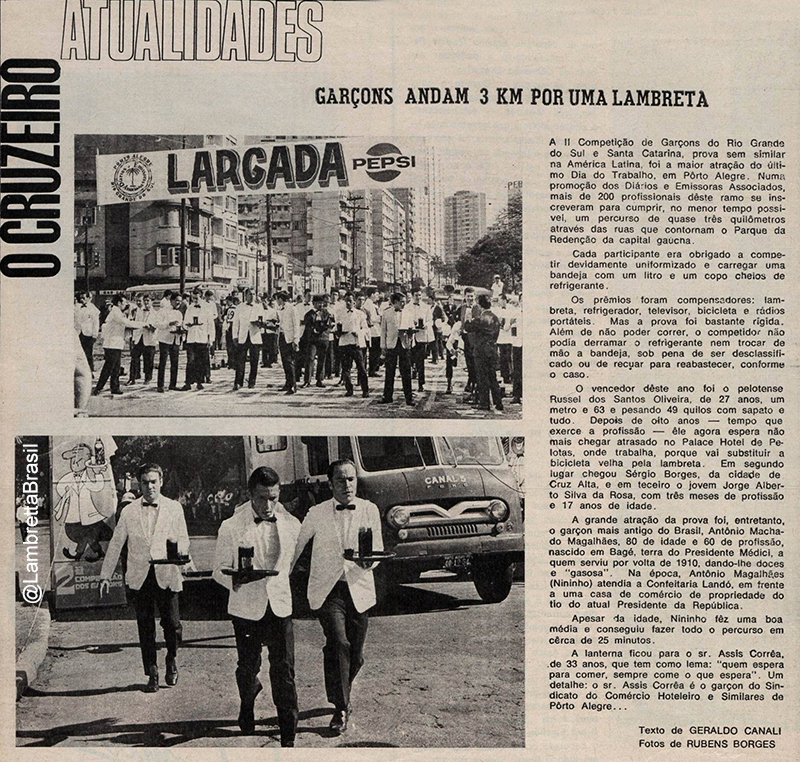 ATUALIDADES
O CRUZEIRO
GARÇONS ANDAM 3 KM POR UMA LAMBRETA
LARGADA PEPSI
A II Competição de Garçons do Rio Grande
do Sul e Santa Catarina, prova sem similar
na América Latina, foi a maior atração do últi-
mo Dia do Trabalho, em Pôrto Alegre. Numa
promoção dos Diários e Emissoras Associados,
mais de 200 profissionais dêste ramo se ins-
creveram para cumprir, no menor tempo possí-
vel, um percurso de quase três quilômetros
através das ruas que contornam o Parque da
Redenção da capital gaucna.
Cada participante era obrigado a compe-
tir devidamente uniformizado e carregar uma
bandeja com um litro e um copo cheios de
refrigerante.
Os prêmios foram compensadores: lam-
breta, refrigerador, televisor, bicicleta e rádios
portáteis. Mas a prova foi bastante rígida.
Além de não poder correr, o competidor não
podia derramar o refrigerante nem trocar de
mão a bandeja, sob pena de ser desclassifi-
cado ou de recuar para reabastecer, conforme
o caso.
O vencedor dêste ano foi o pelotense
Russel dos Santos Oliveira, de 27 anos, um
metro e 63 e pesando 49 quilos com sapato e
tudo. Depois de oito anos — tempo que
exerce a profissão — êle agora espera não
mais chegar atrasado no Palace Hotel de Pe-
lotas, onde trabalha, porque vai substituir a
bicicleta velha pela lambreta. Em segundo
lugar chegou Sérgio Borges, da cidade de
Cruz Alta, e em teceiro o jovem Jorge Alber-
to Silva da Rosa, com três meses de profissão
e 17 anos de idade.
A grande atração da prova foi, entretanto,
o garçon mais antigo do Brasil, Antônio Macha-
do Magalhães, 80 de idade e 60 de profissão,
nascido em Bagé, terra do Presidente Médici, a
quem serviu por volta de 1910, dando-lhe doces
e "gasosa". Na época, Antônio Magalhães
(Nininho) atendia a Confeitaria Landó, em frente
a uma casa de comércio de propriedade do
tio do atual Presidente da República.
Apesar da idade, Nininho fêz uma boa
média e conseguiu fazer todo o percurso em
cêrca de 25 minutos.
A lanterna ficou para o sr. Assis Corrêa,
de 33 anos, que tem como lema: "quem espera
para comer, sempre come o que espera". Um
detalhe: o sr. Assis Corrêa é o garçon do Sin-
dicato do Comércio Hoteleiro e Similares de
Pôrto Alegre...
Texto de GERALDO CANALI
Fotos de RUBENS BORGES
CANAL 5
2ª COMPETIÇÃO
@LambrettaBrasil